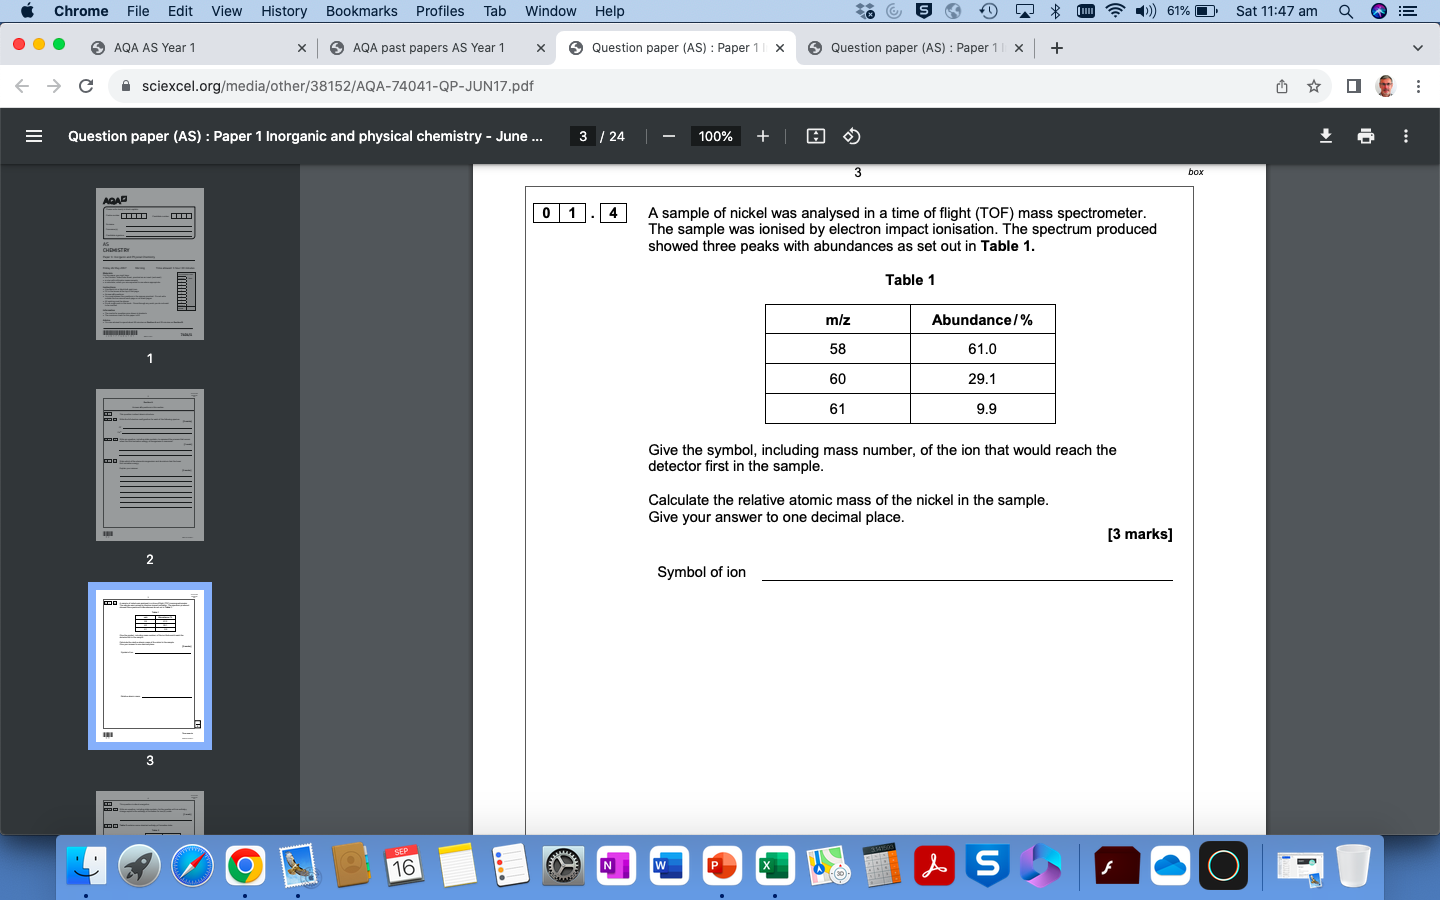 Chrome File Edit View History Bookmarks Profiles Tab Window Help 61% Sat 11:47 am
AQA AS Year 1
AQA past papers AS Year 1
Question paper (AS) : Paper 1
Question paper (AS) : Paper 1
sciexcel.org/media/other/38152/AQA-74041-QP-JUN17.pdf
Question paper (AS) : Paper 1 Inorganic and physical chemistry - June ... 3 / 24 100%
3
box
0 1 . 4 A sample of nickel was analysed in a time of flight (TOF) mass spectrometer.
The sample was ionised by electron impact ionisation. The spectrum produced
showed three peaks with abundances as set out in Table 1.
Table 1
m/z Abundance / %
58 61.0
60 29.1
61 9.9
Give the symbol, including mass number, of the ion that would reach the
detector first in the sample.
Calculate the relative atomic mass of the nickel in the sample.
Give your answer to one decimal place.
[3 marks]
Symbol of ion
AQA
AS
CHEMISTRY
1
2
3
SEP
16